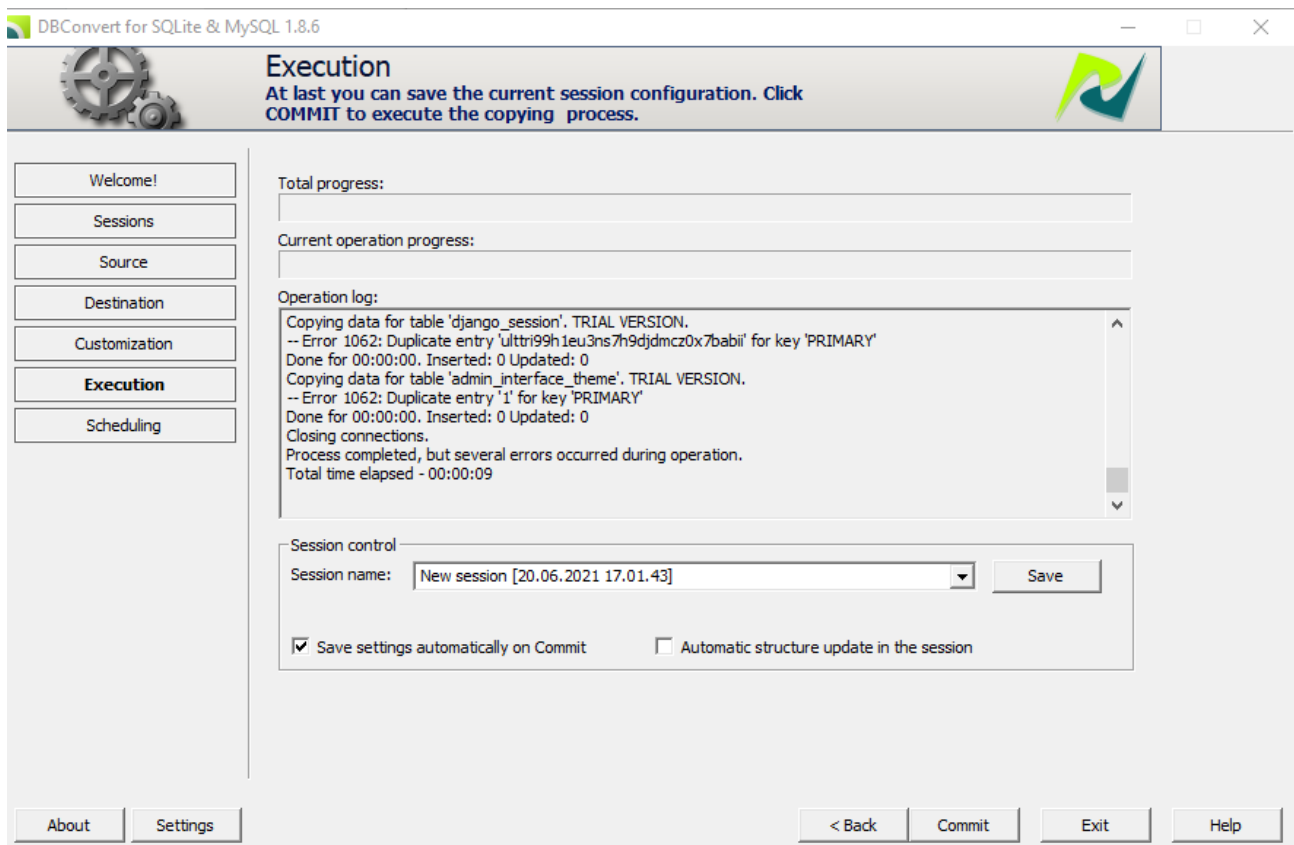 DBConvert for SQLite & MySQL 1.8.6
Execution
At last you can save the current session configuration. Click
COMMIT to execute the copying process.
Welcome!
Sessions
Source
Destination
Customization
Execution
Scheduling
Total progress:
Current operation progress:
Operation log:
Copying data for table 'django_session'. TRIAL VERSION.
-- Error 1062: Duplicate entry 'ulttri99h1eu3ns7h9djdmcz0x7babii' for key 'PRIMARY'
Done for 00:00:00. Inserted: 0 Updated: 0
Copying data for table 'admin_interface_theme'. TRIAL VERSION.
-- Error 1062: Duplicate entry '1' for key 'PRIMARY'
Done for 00:00:00. Inserted: 0 Updated: 0
Closing connections.
Process completed, but several errors occurred during operation.
Total time elapsed - 00:00:09
Session control
Session name: New session [20.06.2021 17.01.43] Save
Save settings automatically on Commit Automatic structure update in the session
About Settings < Back Commit Exit Help